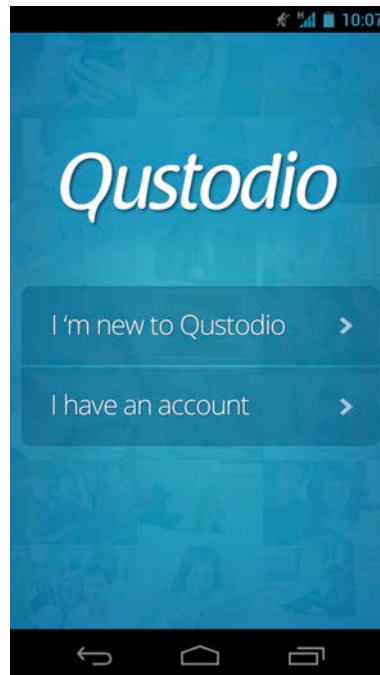 H 10:07
Qustodio
I ‘m new to Qustodio
I have an account